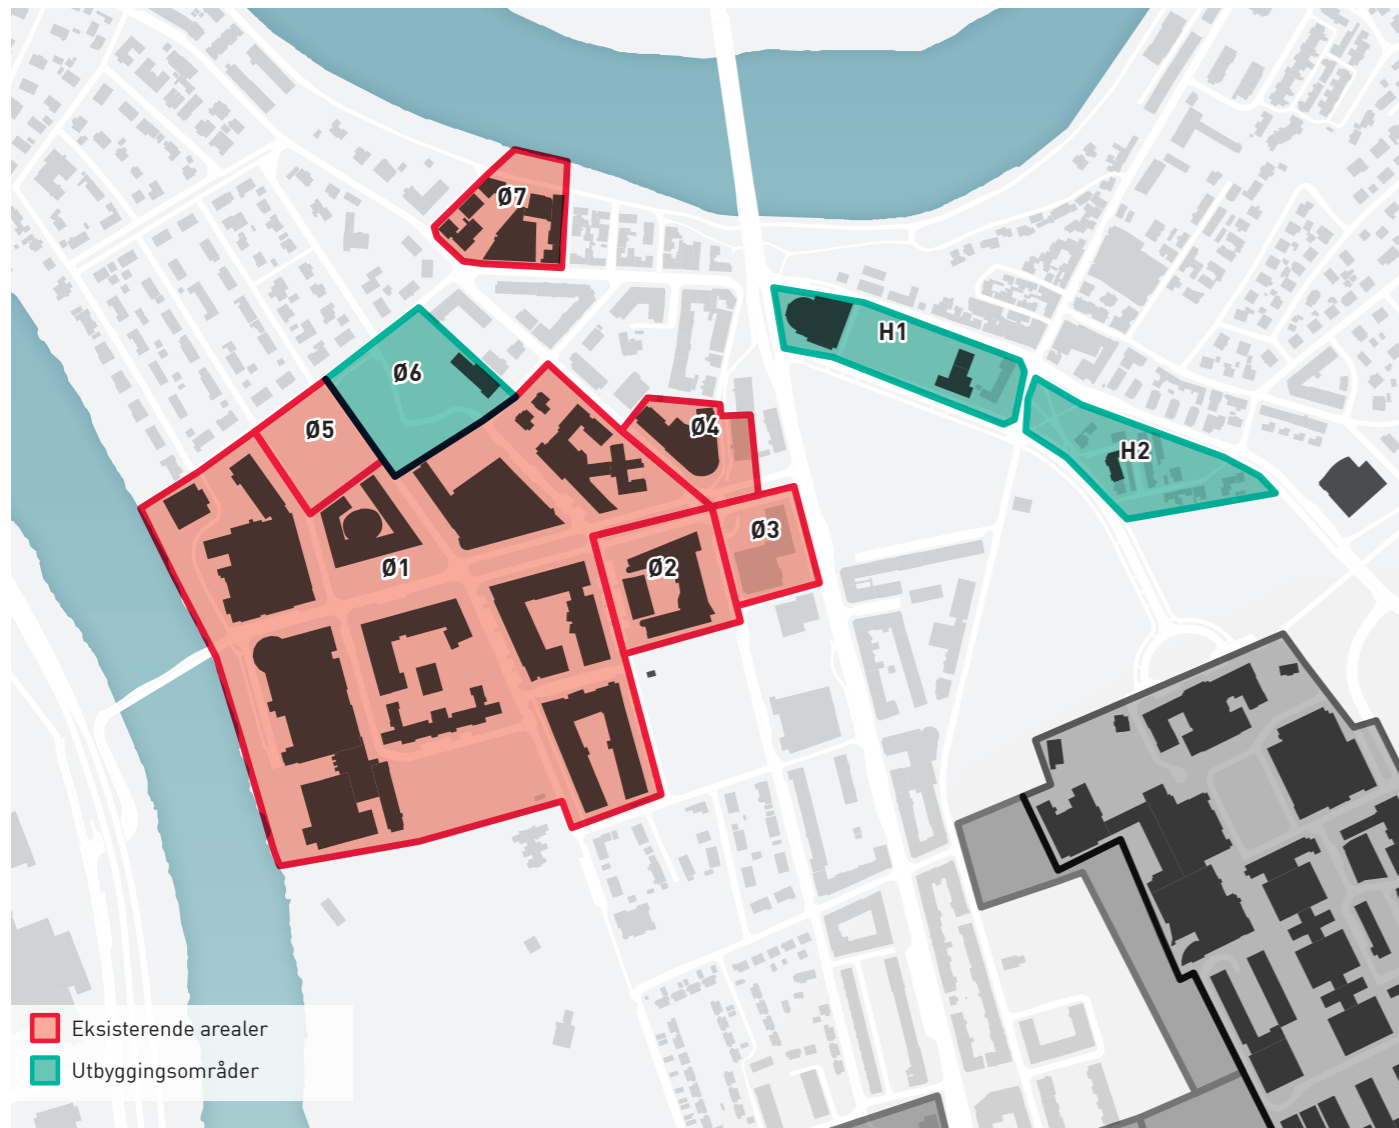 Ø7
H1
Ø6
Ø5
Ø4
H2
Ø3
Ø1
Ø2
Eksisterende arealer
Utbyggingsområder